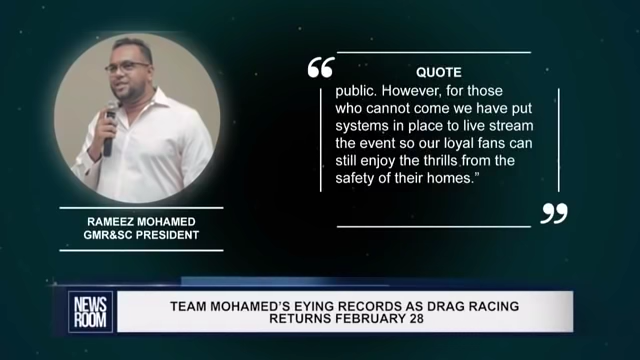 “
QUOTE
public. However, for those
who cannot come we have put
systems in place to live stream
the event so our loyal fans can
still enjoy the thrills from the
safety of their homes.”
”
RAMEEZ MOHAMED
GMR&SC PRESIDENT
NEWS
ROOM
TEAM MOHAMED’S EYING RECORDS AS DRAG RACING
RETURNS FEBRUARY 28